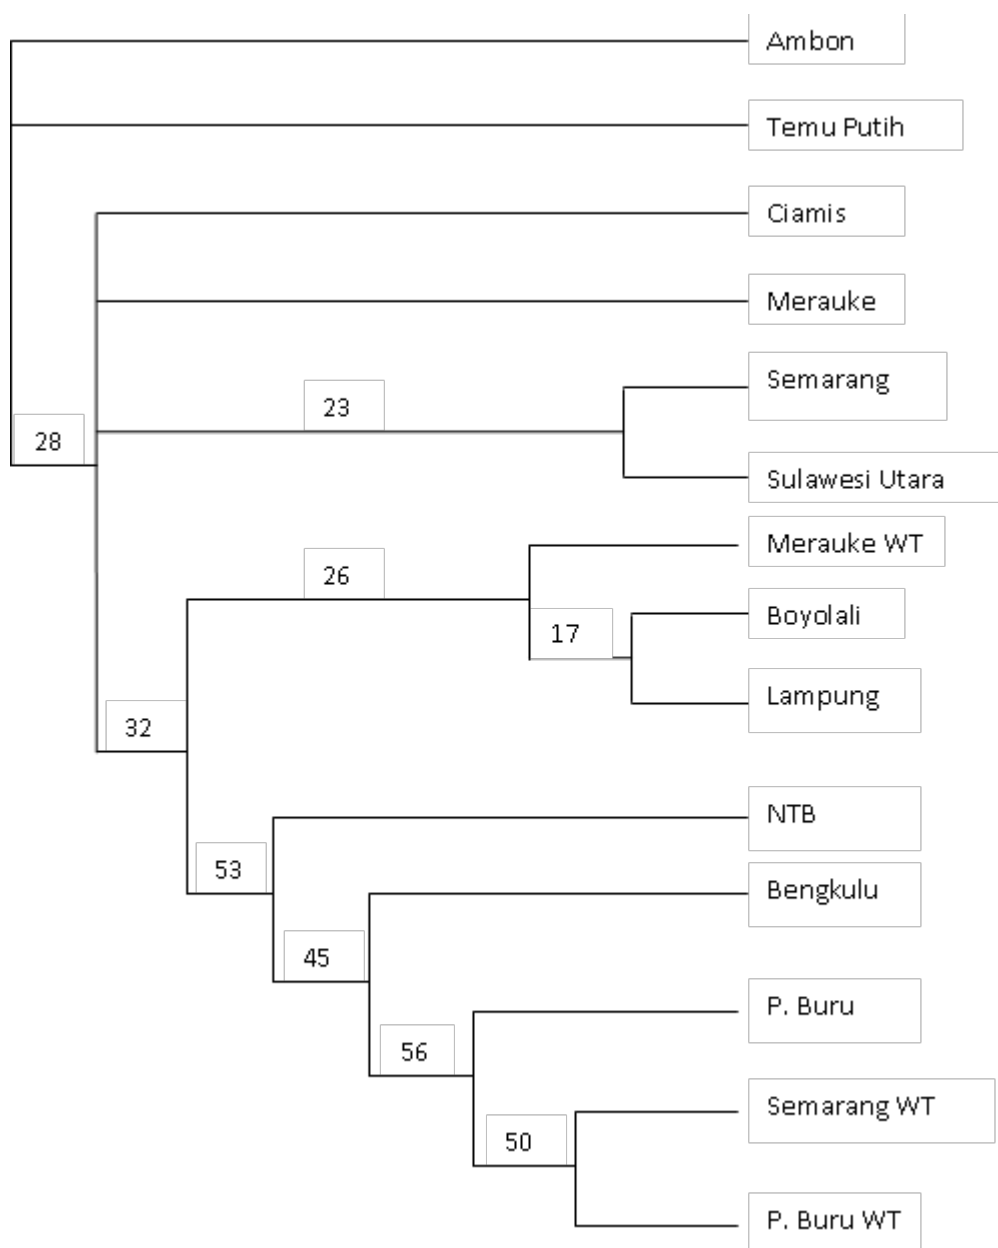 Ambon
Temu Putih
Ciamis
Merauke
Semarang
23
28
Sulawesi Utara
Merauke WT
26
Boyolali
17
Lampung
32
NTB
53
Bengkulu
45
P. Buru
56
Semarang WT
50
P. Buru WT